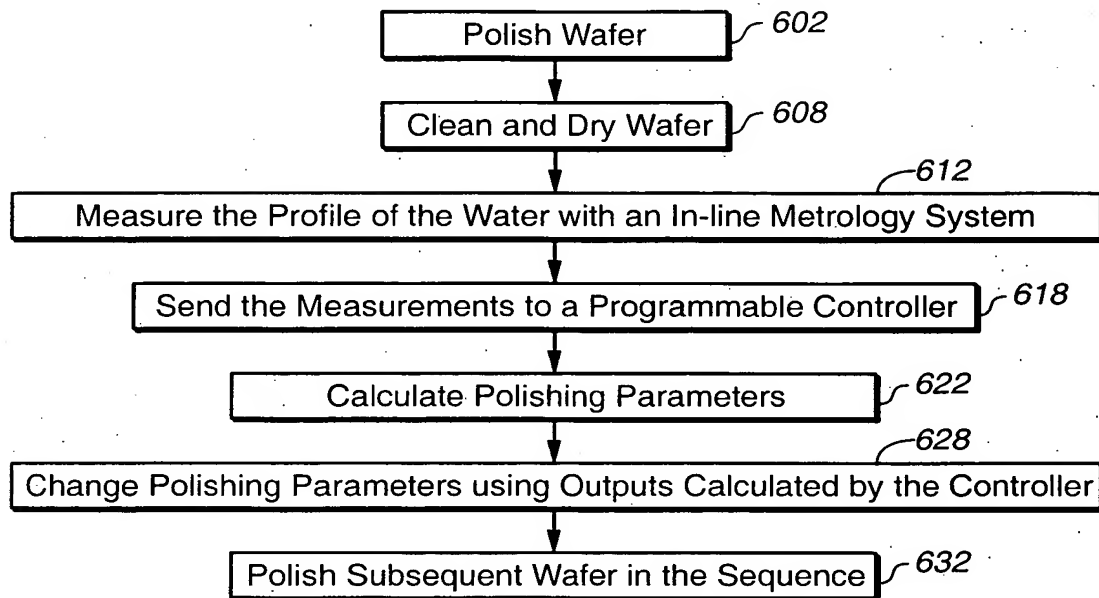 Polish Wafer 602
Clean and Dry Wafer 608
612
Measure the Profile of the Water with an In-line Metrology System
Send the Measurements to a Programmable Controller 618
Calculate Polishing Parameters 622
628
Change Polishing Parameters using Outputs Calculated by the Controller
Polish Subsequent Wafer in the Sequence 632